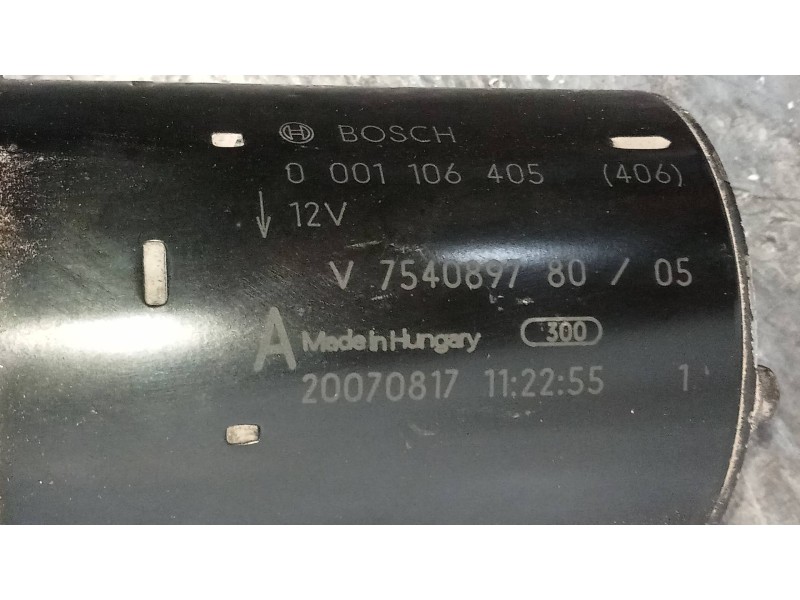 BOSCH
0 001 106 405 (406)
12V
V 7540897 80 / 05
A Made in Hungary 300
20070817 11:22:55 1